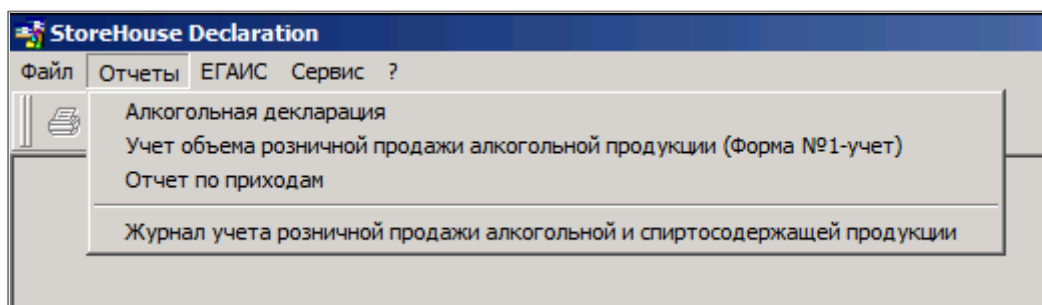 StoreHouse Declaration
Файл Отчеты ЕГАИС Сервис ?
Алкогольная декларация
Учет объема розничной продажи алкогольной продукции (Форма №1-учет)
Отчет по приходам
Журнал учета розничной продажи алкогольной и спиртосодержащей продукции